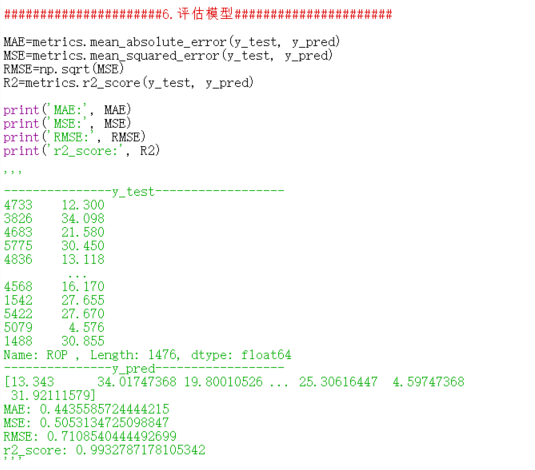 ######################6.评估模型######################
MAE=metrics.mean_absolute_error(y_test, y_pred)
MSE=metrics.mean_squared_error(y_test, y_pred)
RMSE=np.sqrt(MSE)
R2=metrics.r2_score(y_test, y_pred)
print('MAE:', MAE)
print('MSE:', MSE)
print('RMSE:', RMSE)
print('r2_score:', R2)
'''
---------------y_test------------------
4733    12.300
3826    34.098
4683    21.580
5775    30.450
4836    13.118
...
4568    16.170
1542    27.655
5422    27.670
5079    4.576
1488    30.855
Name: ROP , Length: 1476, dtype: float64
---------------y_pred------------------
[13.343      34.01747368 19.80010526 ... 25.30616447  4.59747368
31.92111579]
MAE: 0.4435585724444215
MSE: 0.5053134725098847
RMSE: 0.7108540444492699
r2_score: 0.9932787178105342
'''